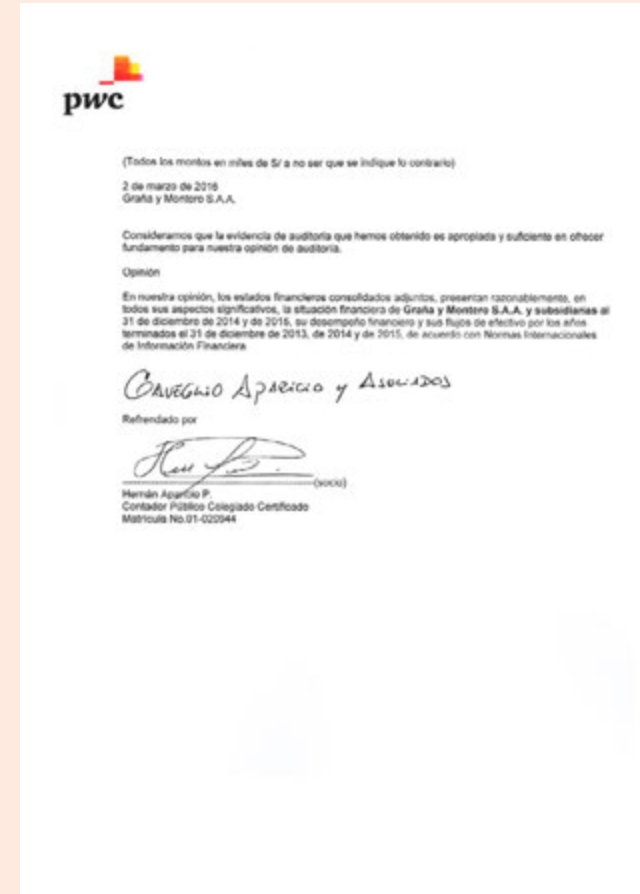 pwc
(Todos los montos en miles de S/ a no ser que se indique lo contrario)
2 de marzo de 2016
Graña y Montero S.A.A.
Consideramos que la evidencia de auditoría que hemos obtenido es apropiada y suficiente en ofrecer
fundamento para nuestra opinión de auditoría.
Opinión
En nuestra opinión, los estados financieros consolidados adjuntos, presentan razonablemente, en
todos sus aspectos significativos, la situación financiera de Graña y Montero S.A.A. y subsidiarias al
31 de diciembre de 2014 y de 2015, su desempeño financiero y sus flujos de efectivo por los años
terminados el 31 de diciembre de 2013, de 2014 y de 2015, de acuerdo con Normas Internacionales
de Información Financiera
Gaveglio Aparicio y Asociados
Refrendado por
(socio)
Hernán Aparicio P.
Contador Público Colegiado Certificado
Matrícula No.01-020944